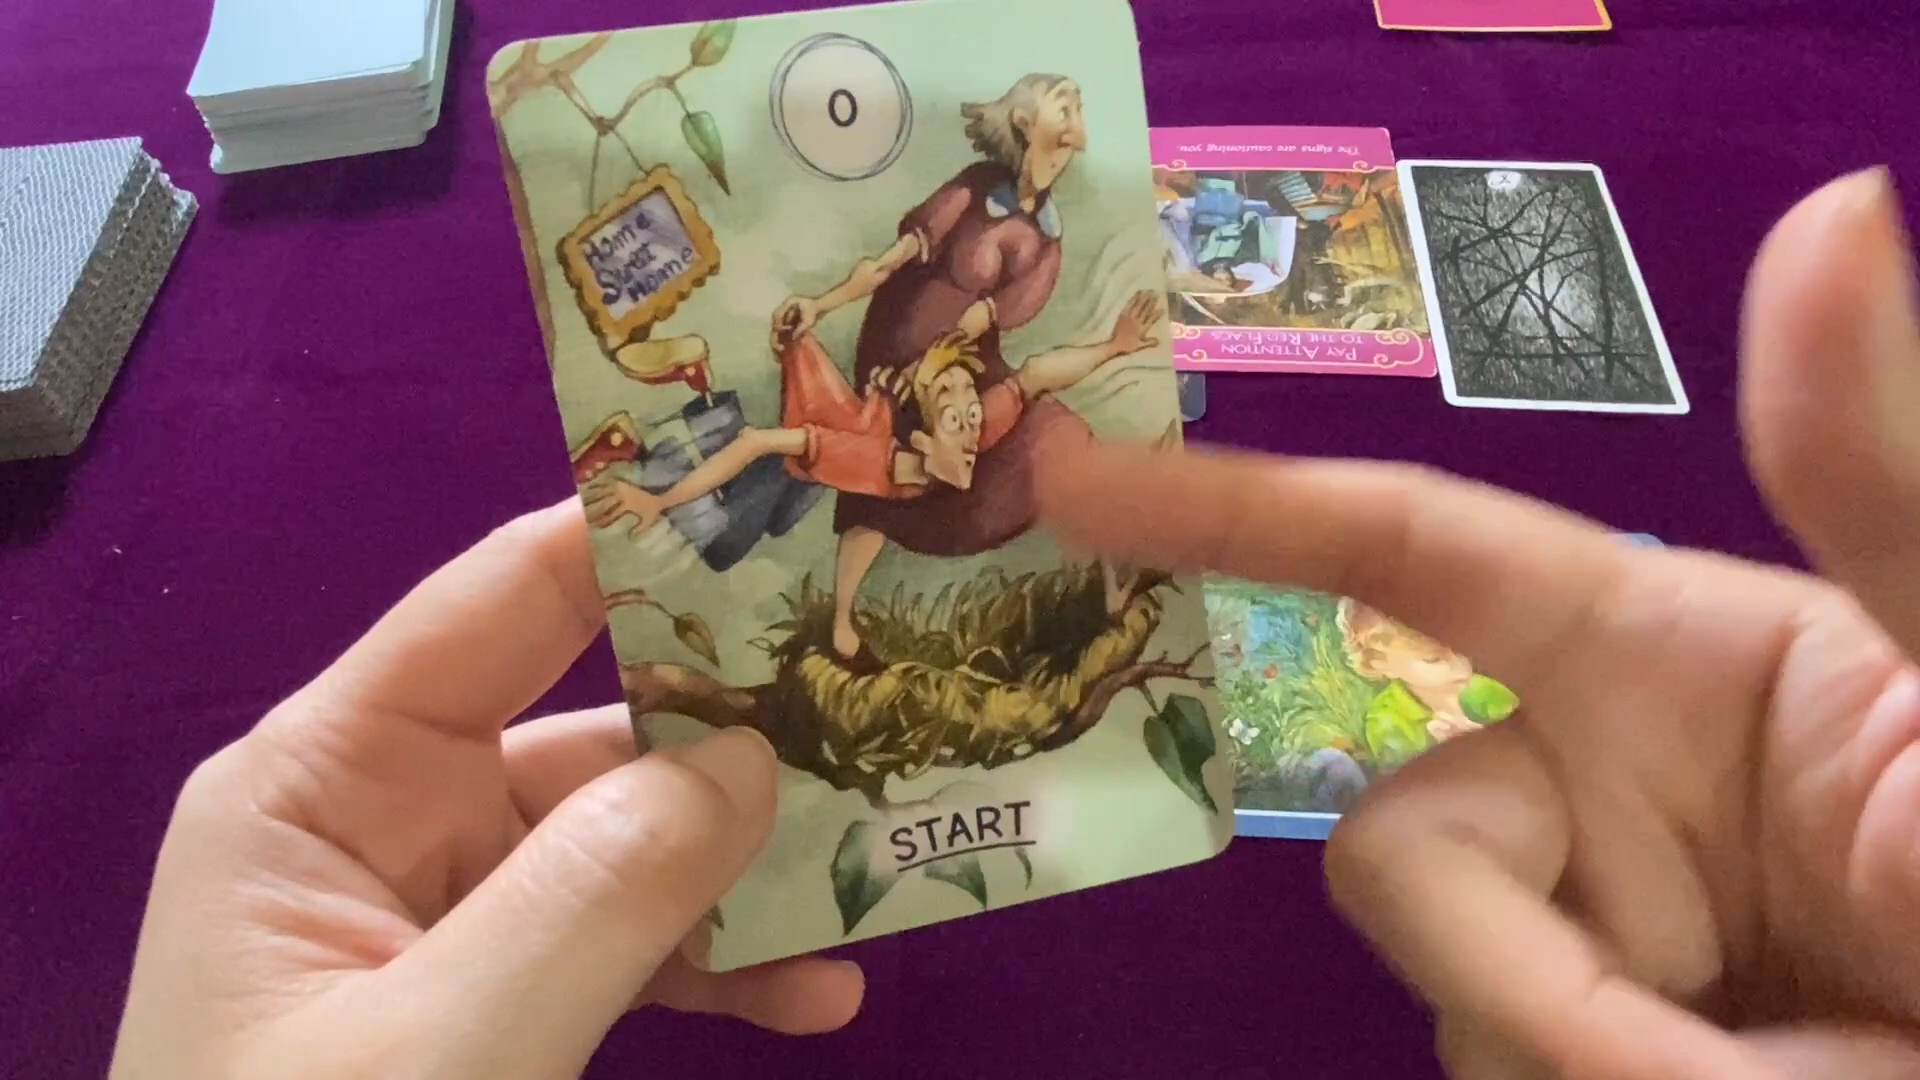 0
Home
Sweet
Home
START
The signs are cautioning you.
PAY ATTENTION
TO THE RED FLAGS
X